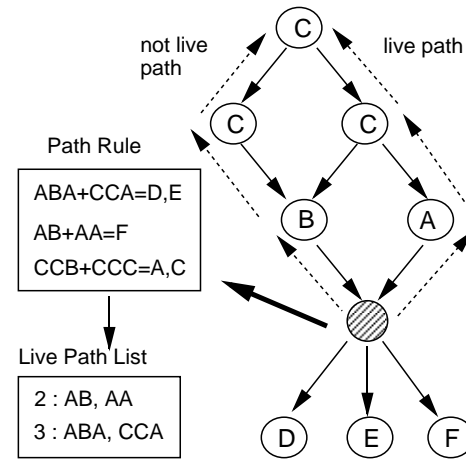 C
not live
path
live path
C
C
Path Rule
ABA+CCA=D,E
AB+AA=F
CCB+CCC=A,C
B
A
Live Path List
2 : AB, AA
3 : ABA, CCA
D
E
F